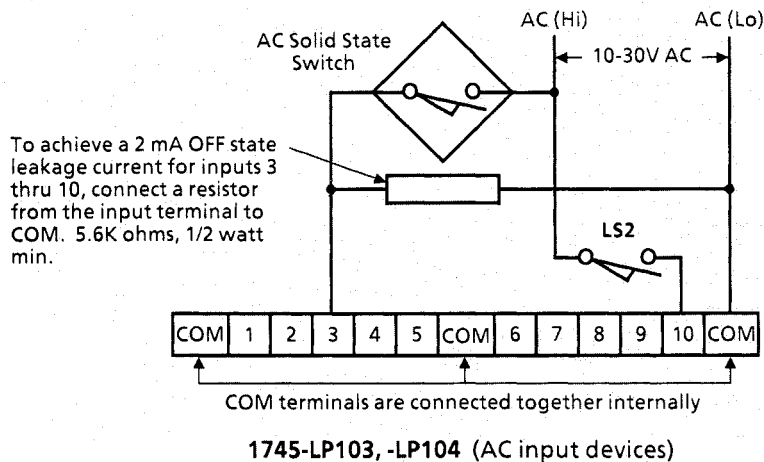 AC (Hi) AC (Lo)
AC Solid State
Switch
10-30V AC
To achieve a 2 mA OFF state
leakage current for inputs 3
thru 10, connect a resistor
from the input terminal to
COM. 5.6K ohms, 1/2 watt
min.
LS2
COM 1 2 3 4 5 COM 6 7 8 9 10 COM
COM terminals are connected together internally
1745-LP103, -LP104 (AC input devices)